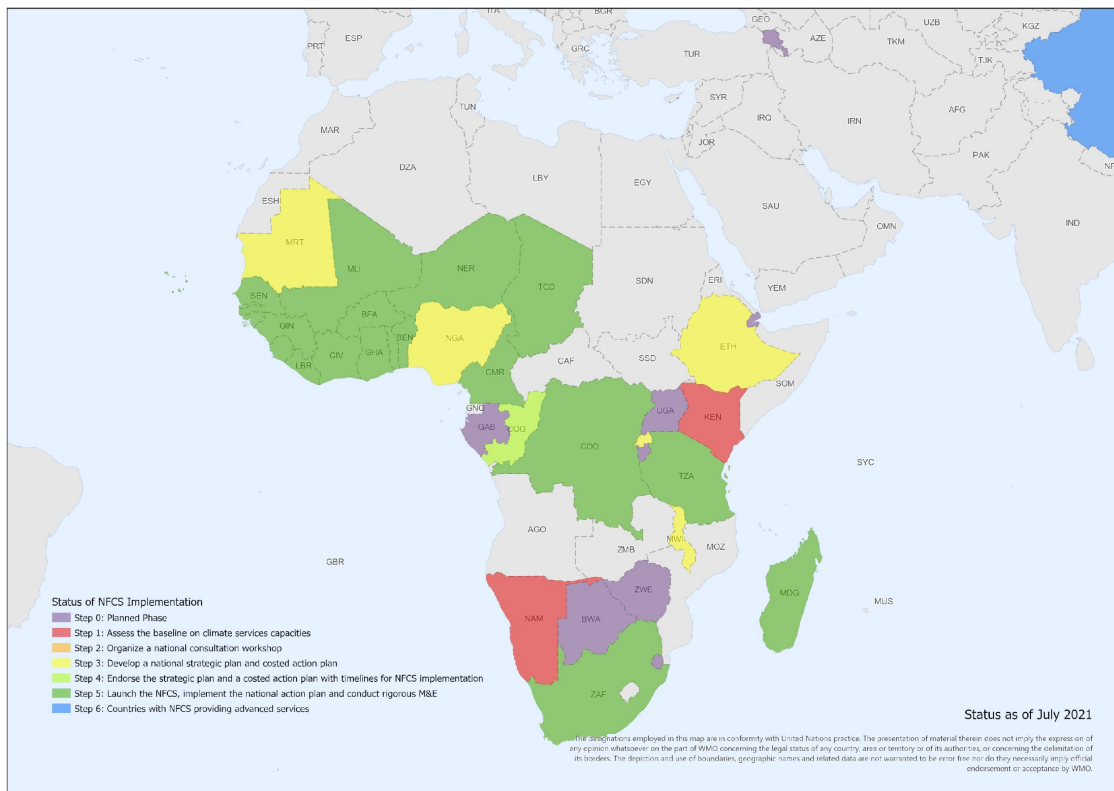 ITA
BGR
GEO
UZB
KGZ
PRT
ESP
GRC
TUR
AZE
TKM
TJK
TUN
SYR
IRQ
IRN
AFG
MAR
JOR
PAK
DZA
LBY
EGY
ESH
SAU
OMN
IND
MRT
MLI
NER
TCD
SDN
ERI
YEM
SEN
BFA
GIN
BEN
NGA
ETH
LBR
CIV
GHA
CAF
SSD
CMR
SOM
GNQ
GAB
COG
UGA
KEN
COD
SYC
TZA
AGO
ZMB
MWI
MOZ
GBR
ZWE
MDG
MUS
NAM
BWA
ZAF
Status of NFCS Implementation
Step 0: Planned Phase
Step 1: Assess the baseline on climate services capacities
Step 2: Organize a national consultation workshop
Step 3: Develop a national strategic plan and costed action plan
Step 4: Endorse the strategic plan and a costed action plan with timelines for NFCS implementation
Step 5: Launch the NFCS, implement the national action plan and conduct rigorous M&E
Step 6: Countries with NFCS providing advanced services
Status as of July 2021
The designations employed in this map are in conformity with United Nations practice. The presentation of material therein does not imply the expression of
any opinion whatsoever on the part of WMO concerning the legal status of any country, area or territory or of its authorities, or concerning the delimitation of
its borders. The depiction and use of boundaries, geographic names and related data are not warranted to be error free nor do they necessarily imply official
endorsement or acceptance by WMO.